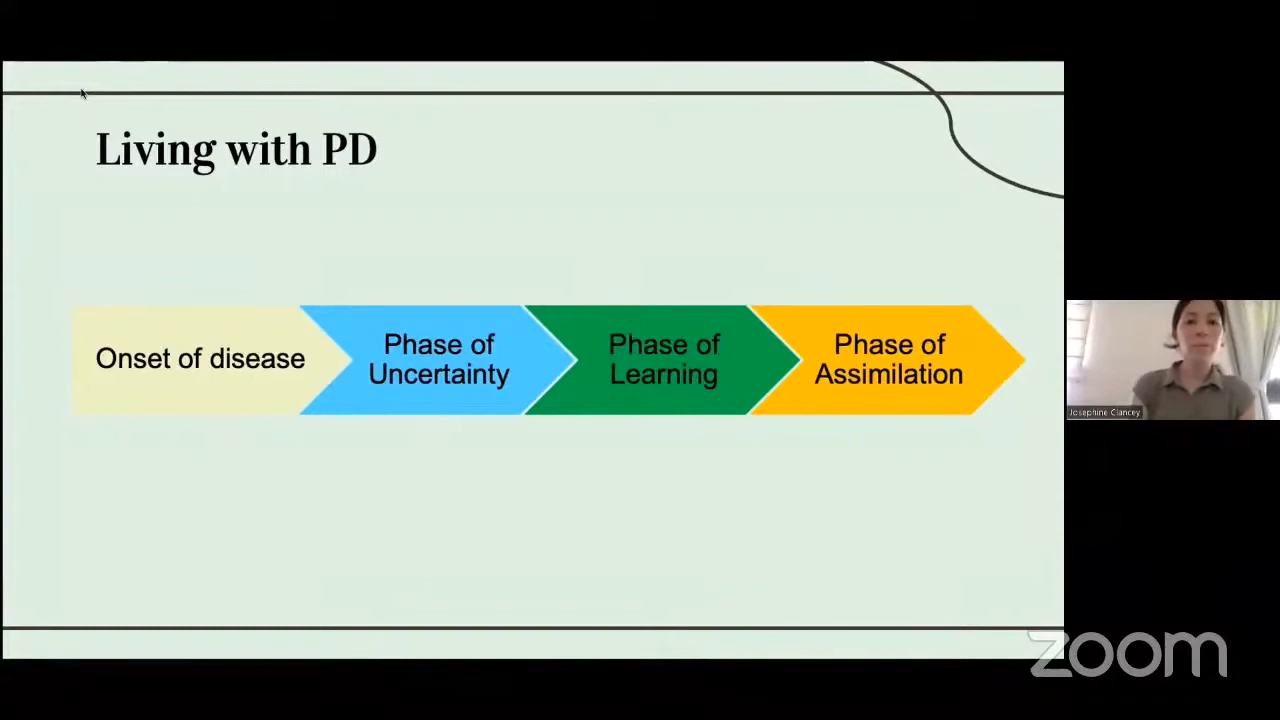 Living with PD
Onset of disease
Phase of
Uncertainty
Phase of
Learning
Phase of
Assimilation
Josephine Clancey
zoom